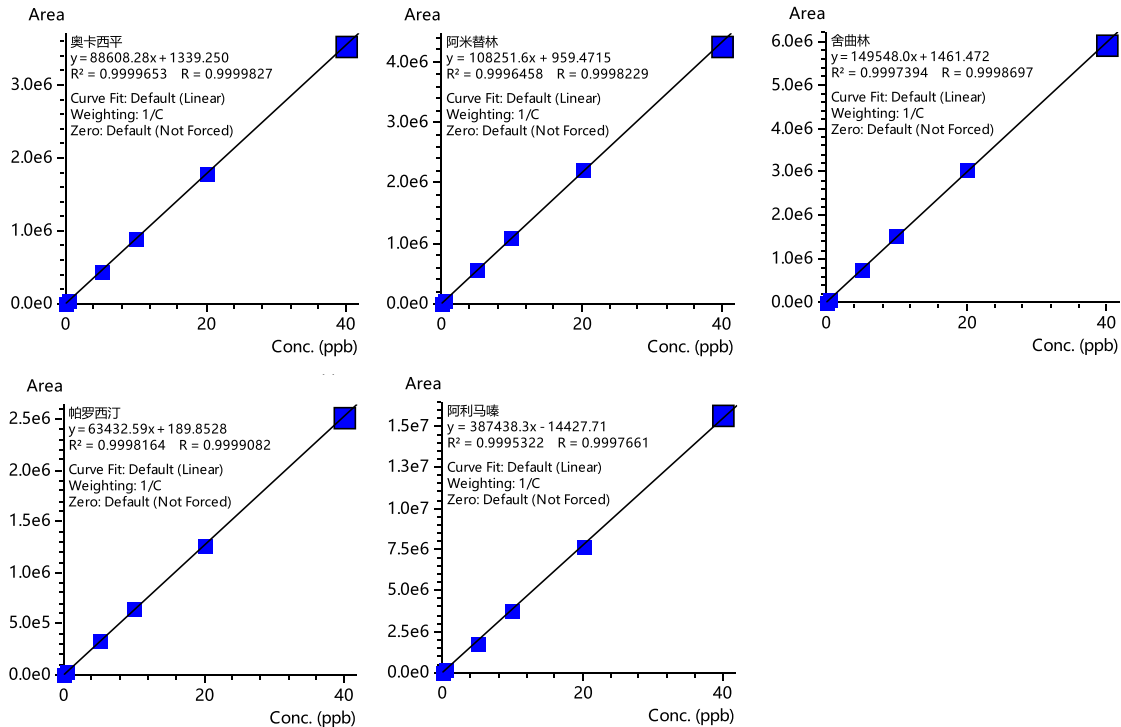 Area
奥卡西平
y = 88608.28x + 1339.250
R² = 0.9999653 R = 0.9999827
Curve Fit: Default (Linear)
Weighting: 1/C
Zero: Default (Not Forced)
3.0e6
2.0e6
1.0e6
0.0e0
0 20 40
Conc. (ppb)
Area
阿米替林
y = 108251.6x + 959.4715
R² = 0.9996458 R = 0.9998229
Curve Fit: Default (Linear)
Weighting: 1/C
Zero: Default (Not Forced)
4.0e6
3.0e6
2.0e6
1.0e6
0.0e0
0 20 40
Conc. (ppb)
Area
舍曲林
y = 149548.0x + 1461.472
R² = 0.9997394 R = 0.9998697
Curve Fit: Default (Linear)
Weighting: 1/C
Zero: Default (Not Forced)
6.0e6
5.0e6
4.0e6
3.0e6
2.0e6
1.0e6
0.0e0
0 20 40
Conc. (ppb)
Area
帕罗西汀
y = 63432.59x + 189.8528
R² = 0.9998164 R = 0.9999082
Curve Fit: Default (Linear)
Weighting: 1/C
Zero: Default (Not Forced)
2.5e6
2.0e6
1.5e6
1.0e6
5.0e5
0.0e0
0 20 40
Conc. (ppb)
Area
阿利马嗪
y = 387438.3x - 14427.71
R² = 0.9995322 R = 0.9997661
Curve Fit: Default (Linear)
Weighting: 1/C
Zero: Default (Not Forced)
1.5e7
1.3e7
1.0e7
7.5e6
5.0e6
2.5e6
0.0e0
0 20 40
Conc. (ppb)